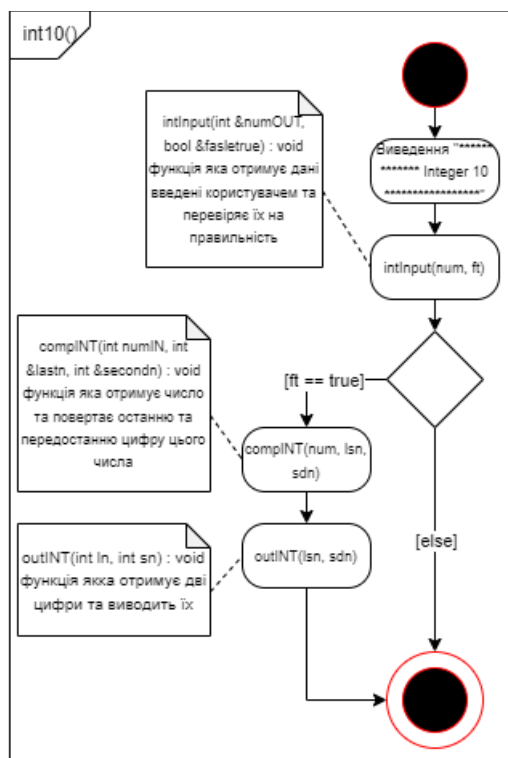 int10()
intInput(int &numOUT,
bool &fasletrue) : void
функція яка отримує дані
введені користувачем та
перевіряє їх на
правильність
Виведення "******
******* Integer 10
*****************"
intInput(num, ft)
compINT(int numIN, int
&lastn, int &secondn) : void
функція яка отримує число
та повертає останню та
передостанню цифру цього
числа
[ft == true]
compINT(num, lsn,
sdn)
outINT(int ln, int sn) : void
функція якка отримує дві
цифри та виводить їх
outINT(lsn, sdn)
[else]